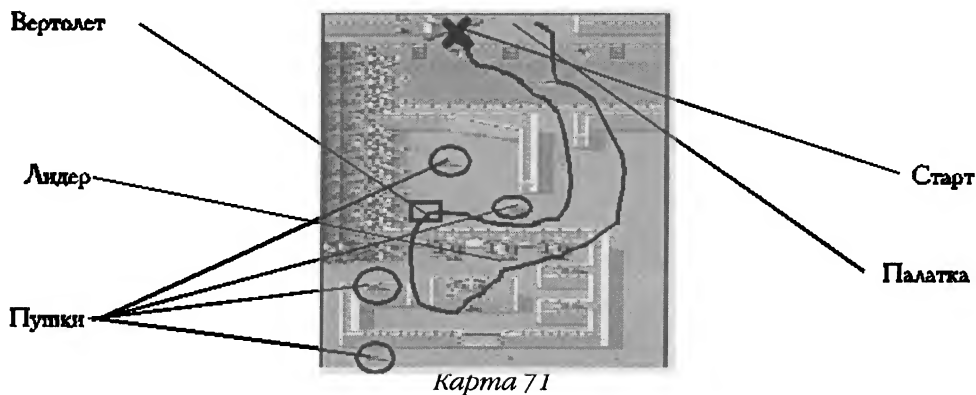 Вертолет
Лидер
Старт
Палатка
Пушки
Карта 71